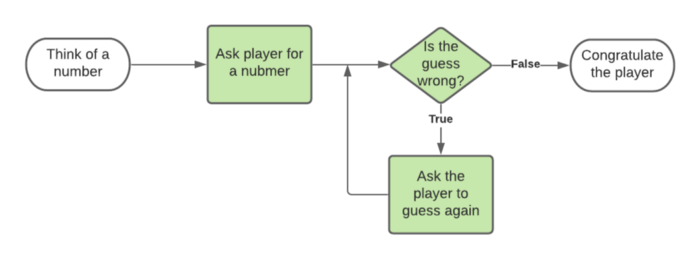 Think of a
number
Ask player for
a nubmer
Is the
guess
wrong?
False
Congratulate
the player
True
Ask the
player to
guess again